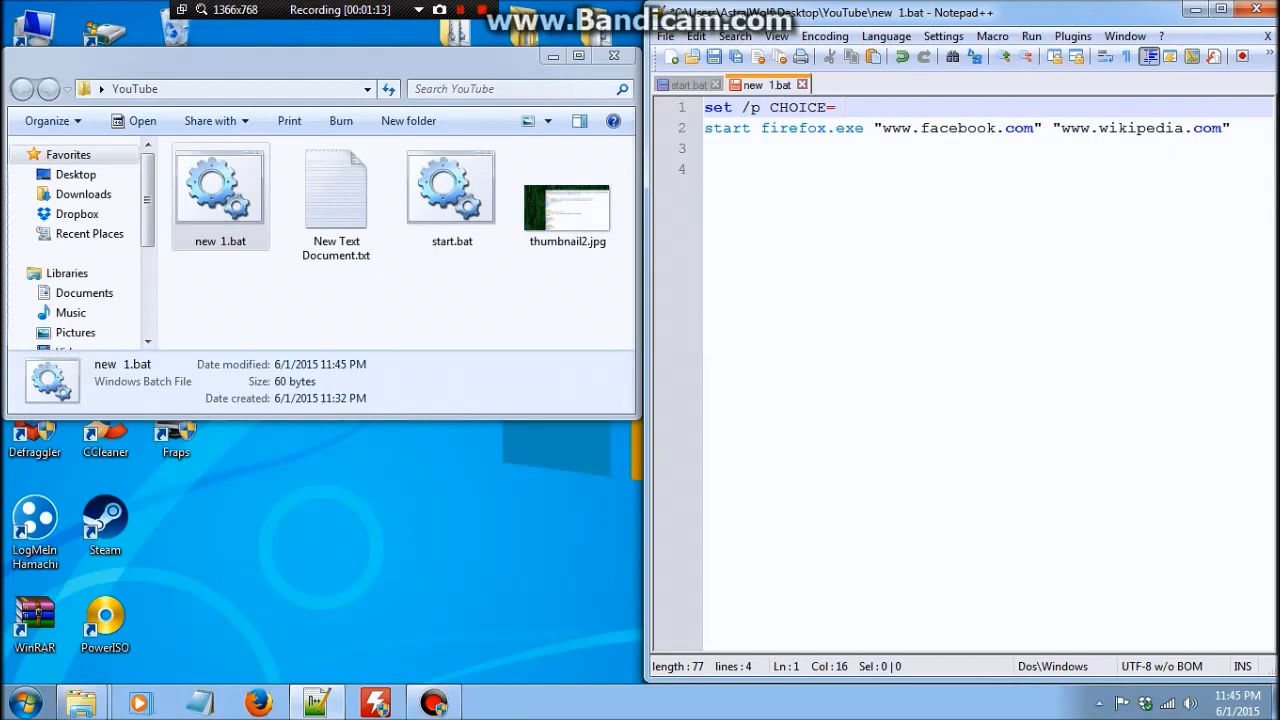 1366x768 Recording [00:01:13]
www.Bandicam.com
YouTube
Search YouTube
Organize Open Share with Print Burn New folder
Favorites
Desktop
Downloads
Dropbox
Recent Places
Libraries
Documents
Music
Pictures
new 1.bat
New Text Document.txt
start.bat
thumbnail2.jpg
new 1.bat Date modified: 6/1/2015 11:45 PM
Windows Batch File Size: 60 bytes
Date created: 6/1/2015 11:32 PM
Defraggler CCleaner Fraps
LogMeIn Hamachi
Steam
WinRAR PowerISO
*C:\Users\AstralWolf\Desktop\YouTube\new 1.bat - Notepad++
File Edit Search View Encoding Language Settings Macro Run Plugins Window ? X
start.bat new 1.bat
1 set /p CHOICE=
2 start firefox.exe "www.facebook.com" "www.wikipedia.com"
3
4
length : 77 lines : 4 Ln : 1 Col : 16 Sel : 0 | 0 Dos\Windows UTF-8 w/o BOM INS
11:45 PM
6/1/2015